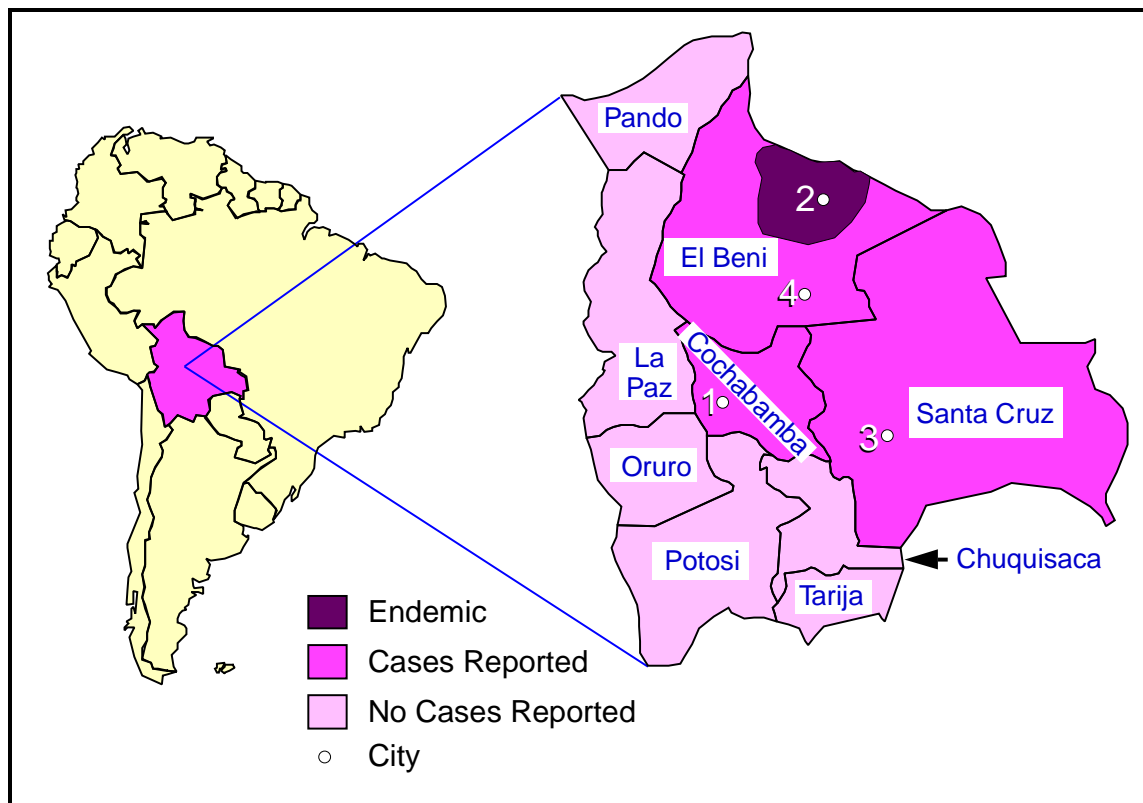 Pando
2
El Beni
4
La
Paz
Cochabamba
1
Santa Cruz
3
Oruro
Potosi
Chuquisaca
Tarija
Endemic
Cases Reported
No Cases Reported
City